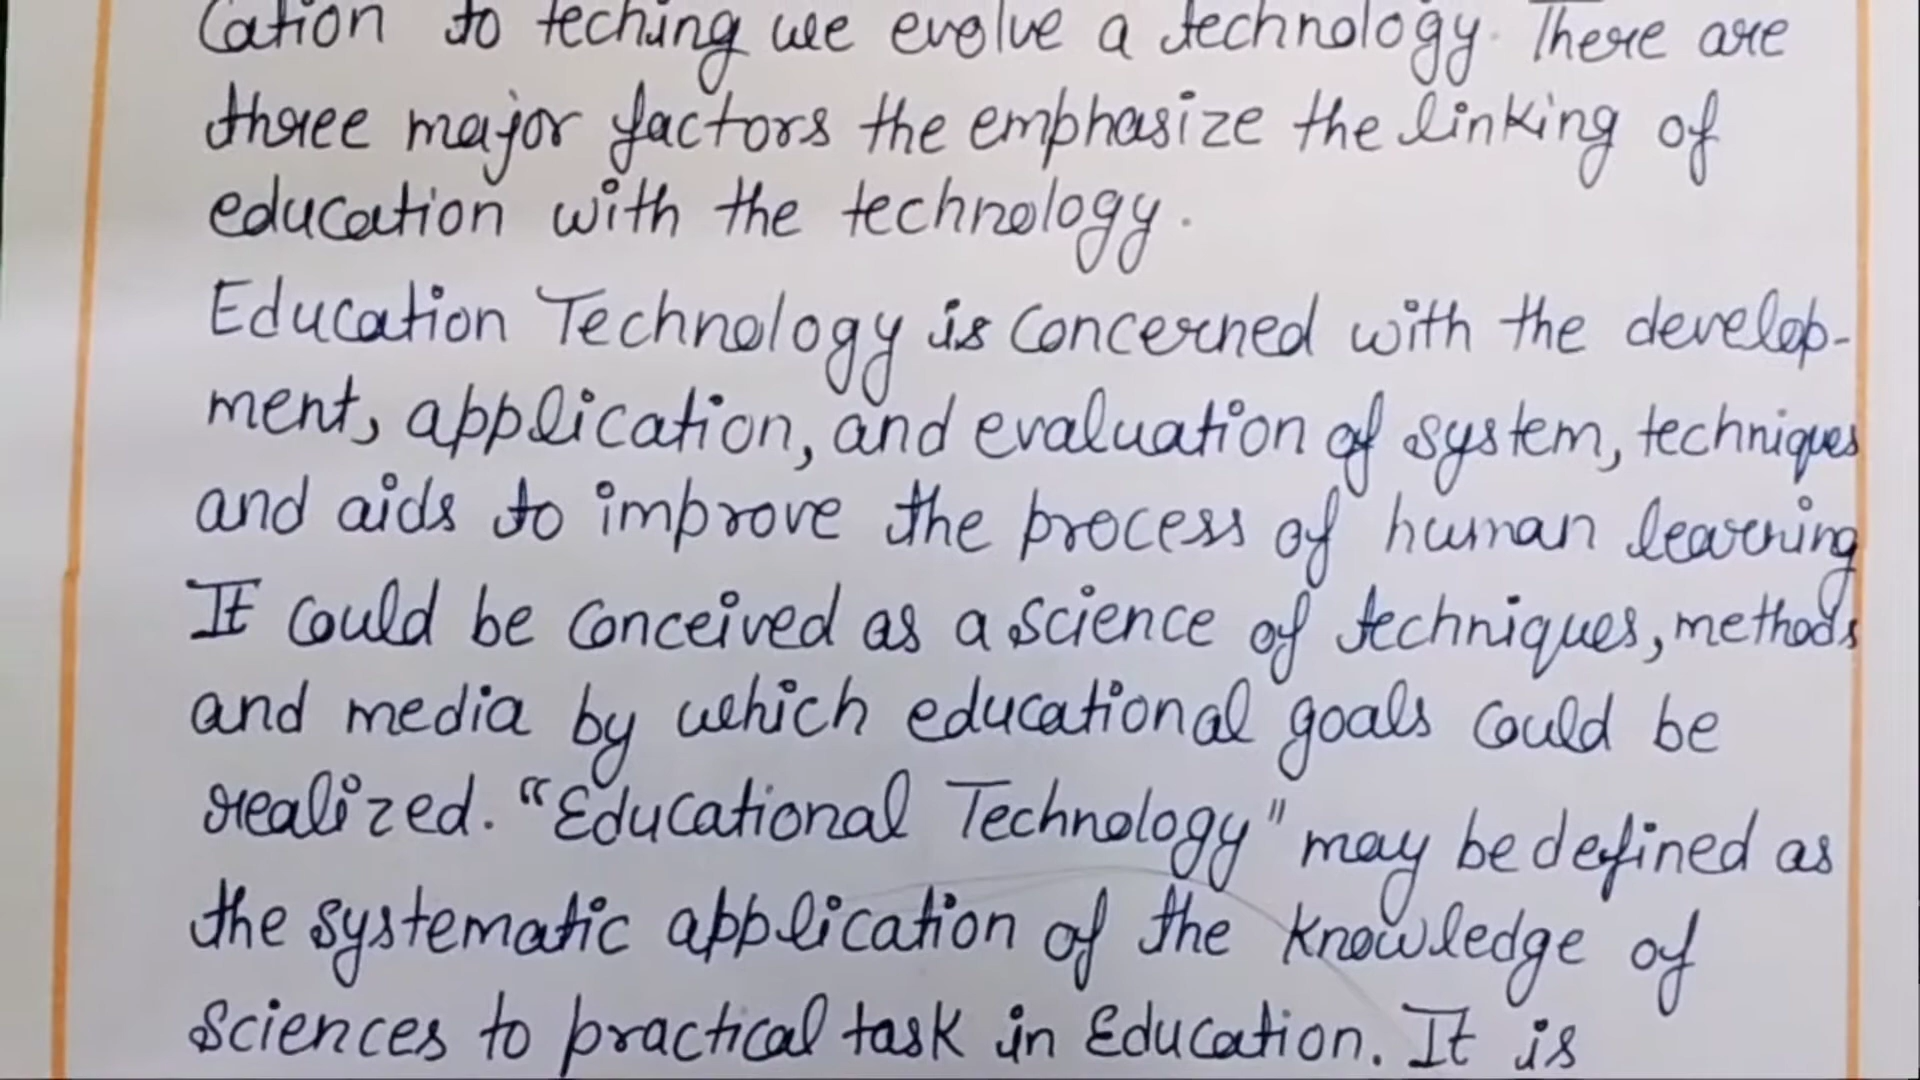 cation to teching we evolve a technology. There are
three major factors the emphasize the linking of
education with the technology.
Education Technology is concerned with the develop-
ment, application, and evaluation of system, techniques
and aids to improve the process of human learning
It could be conceived as a science of techniques, methods
and media by which educational goals could be
realized. "Educational Technology" may be defined as
the systematic application of the knowledge of
sciences to practical task in Education. It is